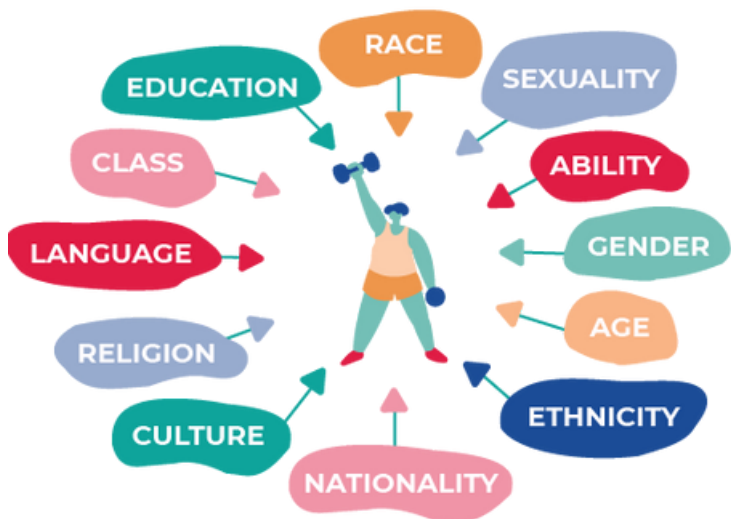 RACE
SEXUALITY
EDUCATION
ABILITY
CLASS
GENDER
LANGUAGE
AGE
RELIGION
ETHNICITY
CULTURE
NATIONALITY